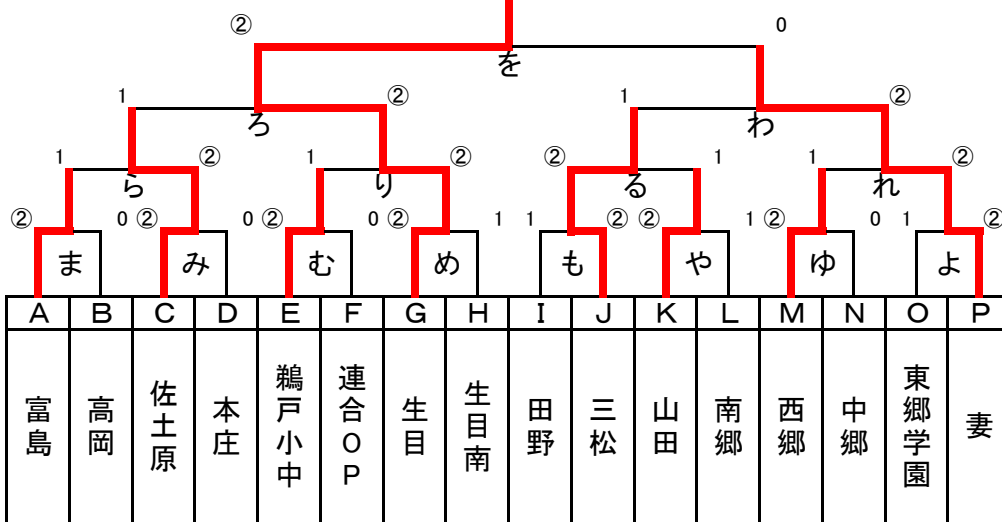 ② 0
を
1 ② 1 ②
ろ わ
1 ② 1 ② ② 1 1 ②
ら り る れ
② 0 ② 0 ② 0 ② 1 1 ② ② 1 ② 0 1 ②
ま み む め も や ゆ よ
A B C D E F G H I J K L M N O P
富島
高岡
佐土原
本庄
鵜戸小中
連合OP
生目
生目南
田野
三松
山田
南郷
西郷
中郷
東郷学園
妻